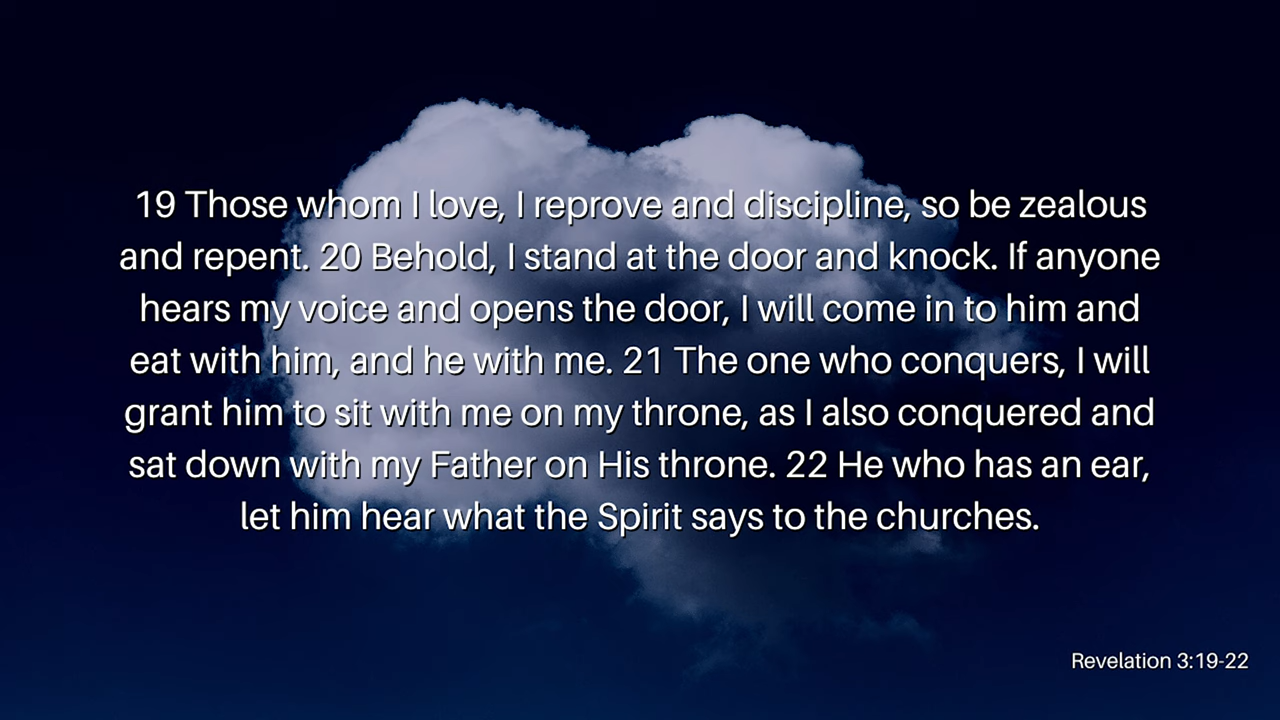 19 Those whom I love, I reprove and discipline, so be zealous
and repent. 20 Behold, I stand at the door and knock. If anyone
hears my voice and opens the door, I will come in to him and
eat with him, and he with me. 21 The one who conquers, I will
grant him to sit with me on my throne, as I also conquered and
sat down with my Father on His throne. 22 He who has an ear,
let him hear what the Spirit says to the churches.
Revelation 3:19-22